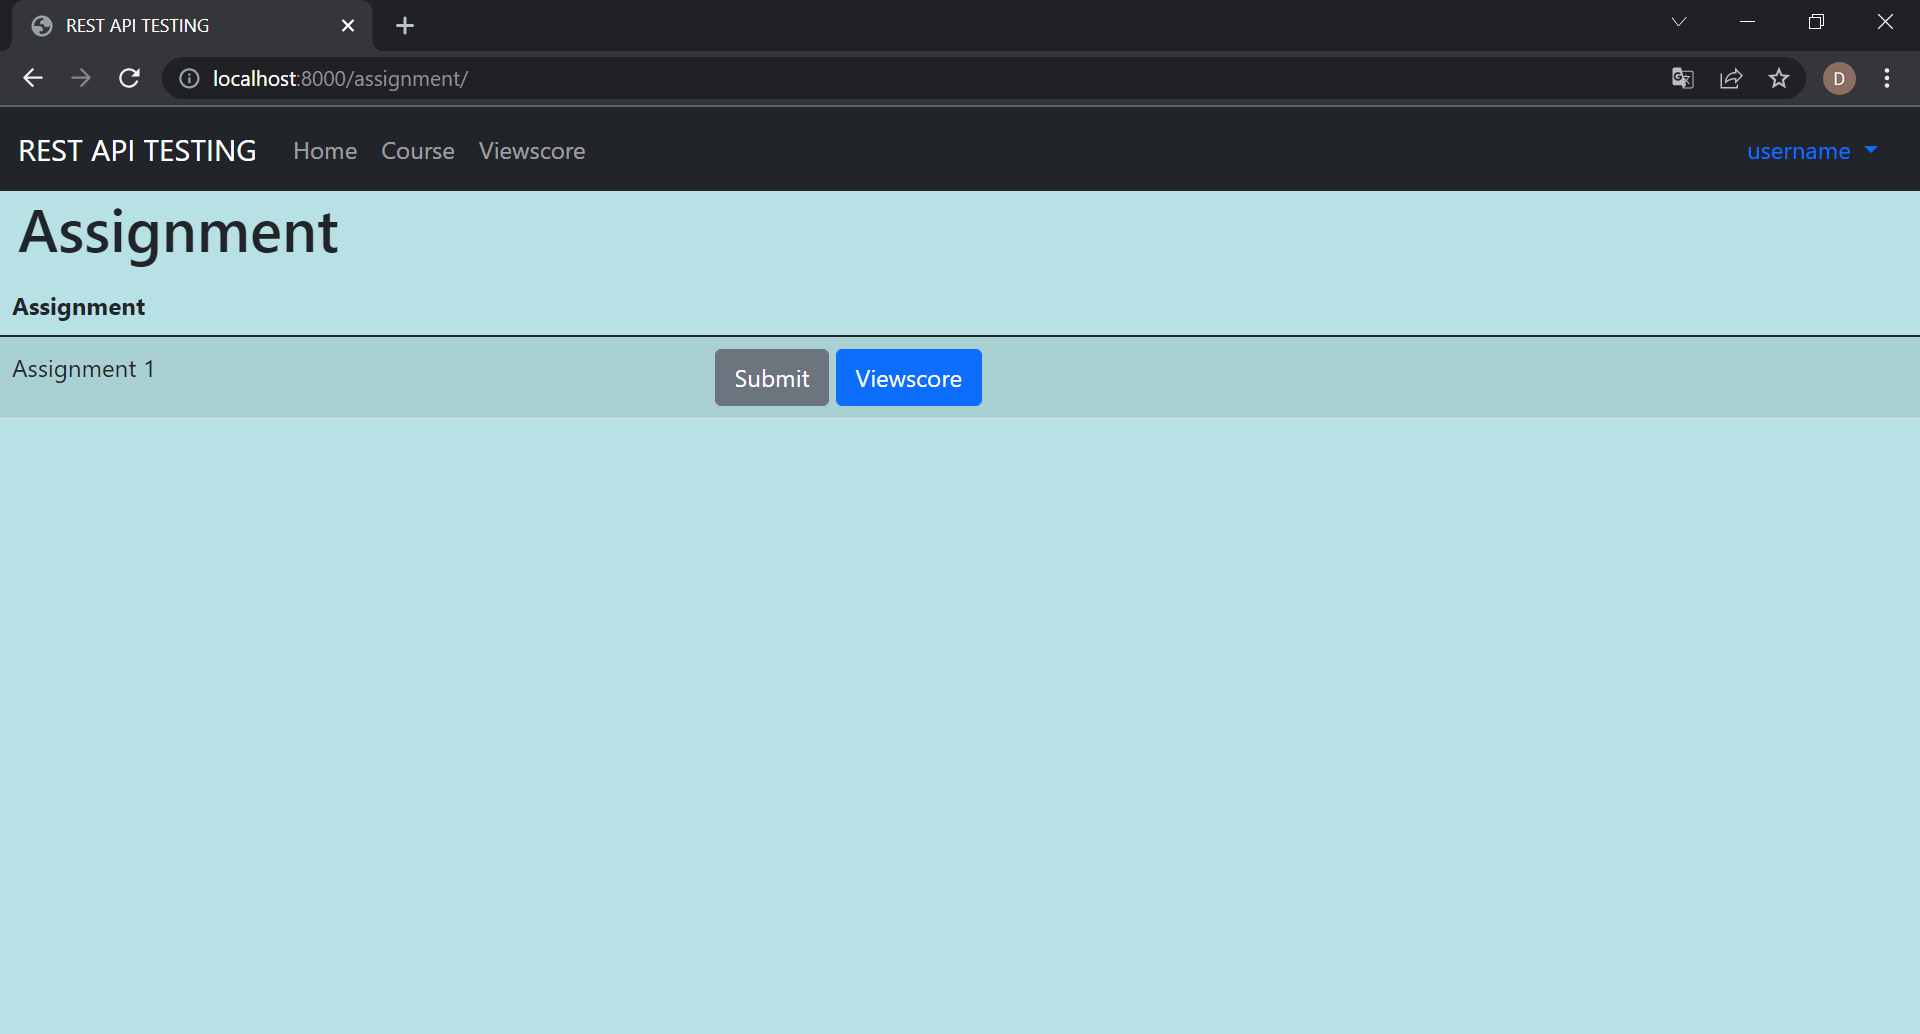 REST API TESTING
localhost:8000/assignment/
D
REST API TESTING Home Course Viewscore username
Assignment
Assignment
Assignment 1 Submit Viewscore